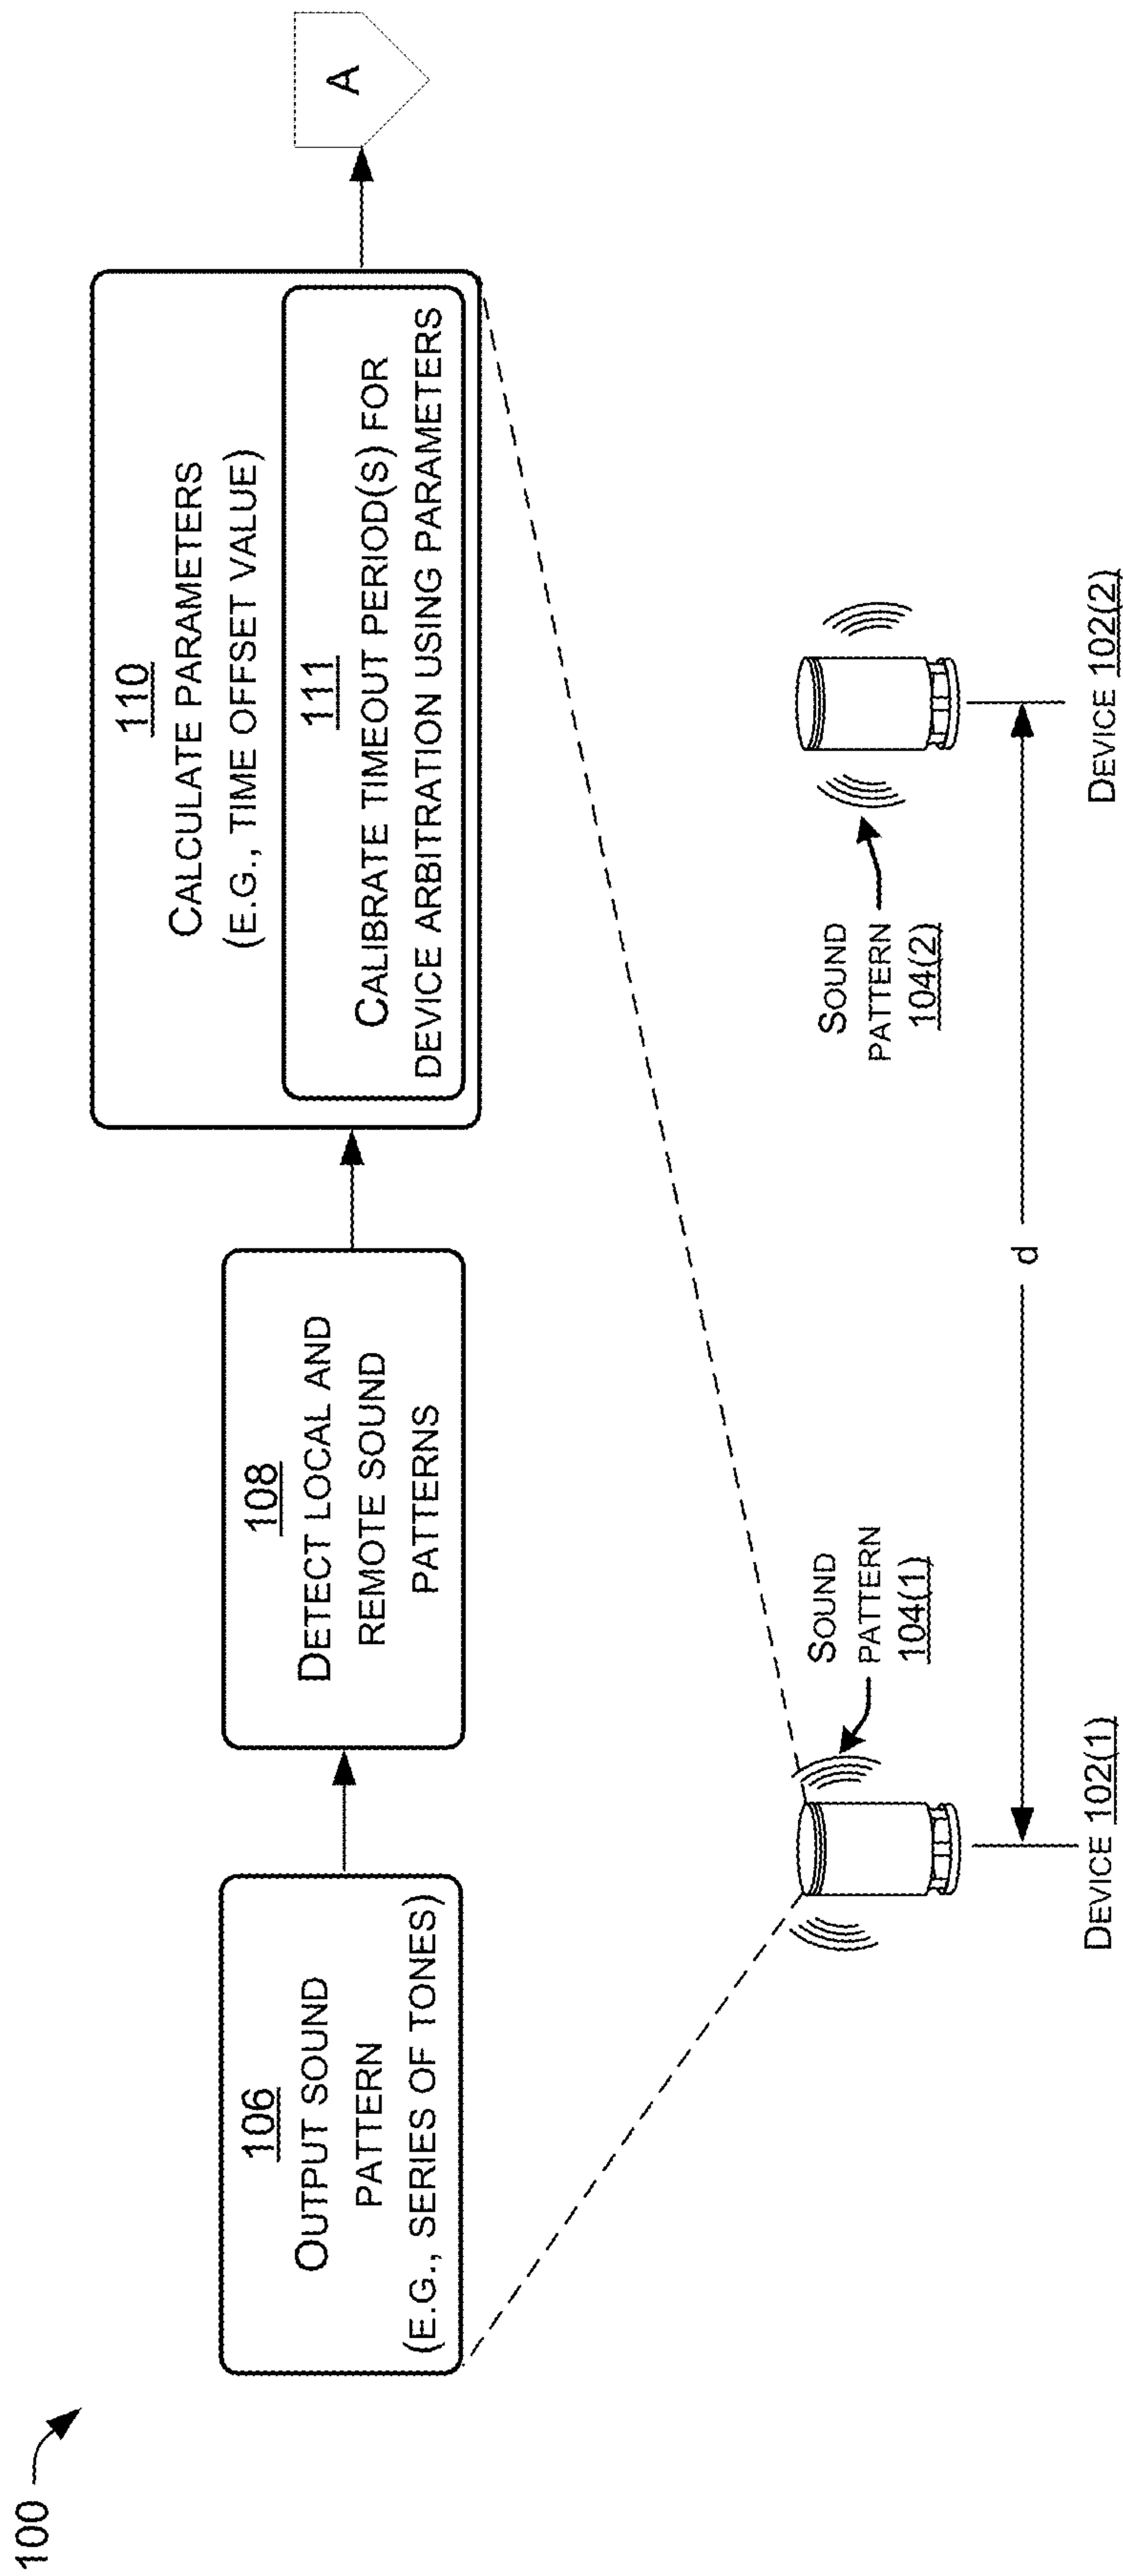 100
106
OUTPUT SOUND
PATTERN
(E.G., SERIES OF TONES)
108
DETECT LOCAL AND
REMOTE SOUND
PATTERNS
110
CALCULATE PARAMETERS
(E.G., TIME OFFSET VALUE)
111
CALIBRATE TIMEOUT PERIOD(S) FOR
DEVICE ARBITRATION USING PARAMETERS
A
SOUND
PATTERN
104(1)
SOUND
PATTERN
104(2)
d
DEVICE 102(1)
DEVICE 102(2)